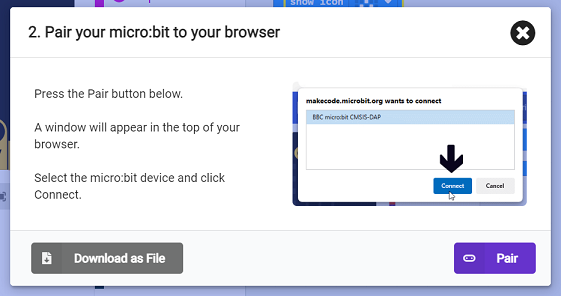 show icon
2. Pair your micro:bit to your browser
Press the Pair button below.
A window will appear in the top of your
browser.
Select the micro:bit device and click
Connect.
makecode.microbit.org wants to connect
BBC micro:bit CMSIS-DAP
Connect
Cancel
Download as File
Pair